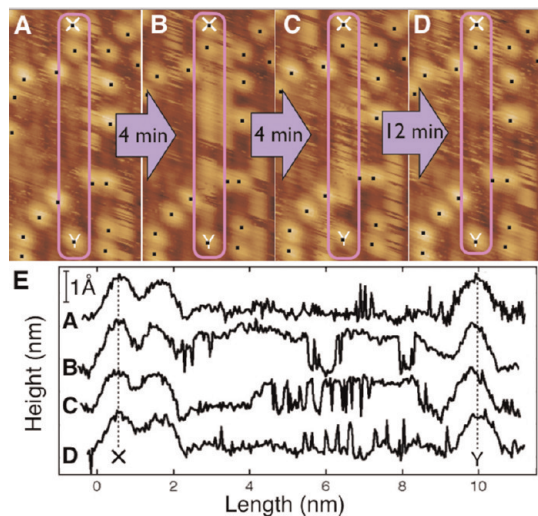 A B C D
X X X X
4 min 4 min 12 min
Y Y Y Y
E
1Å
A
B
C
D
X Y
Height (nm)
0 2 4 6 8 10
Length (nm)